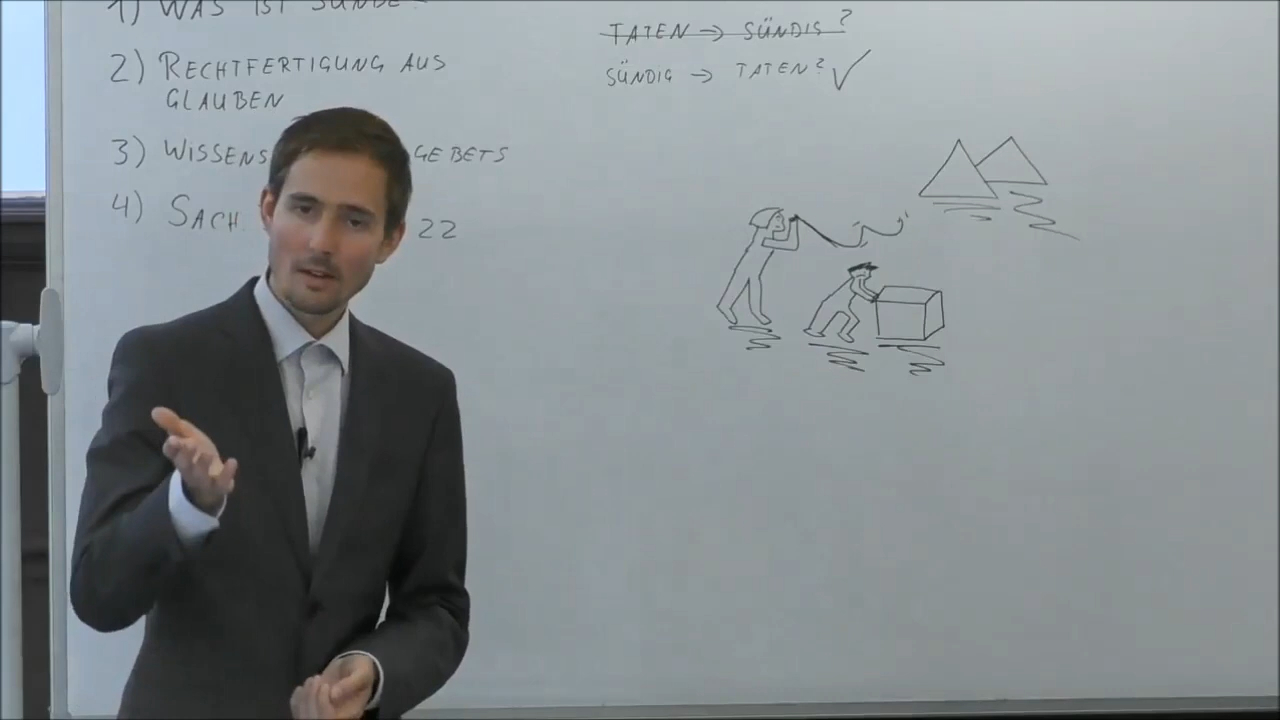 1) WAS IST SÜNDE
2) RECHTFERTIGUNG AUS
GLAUBEN
3) WISSENS GEBETS
4) SACH. 22
TATEN → SÜNDIG?
SÜNDIG → TATEN? ✓